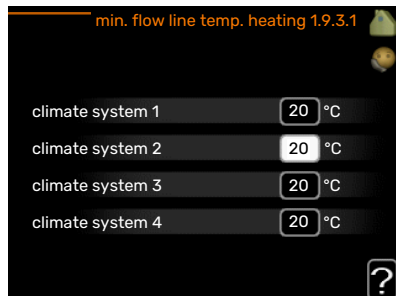 min. flow line temp. heating 1.9.3.1
climate system 1 20 °C
climate system 2 20 °C
climate system 3 20 °C
climate system 4 20 °C
?